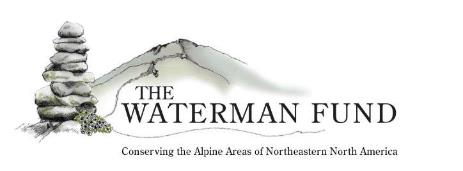 THE
WATERMAN FUND
Conserving the Alpine Areas of Northeastern North America